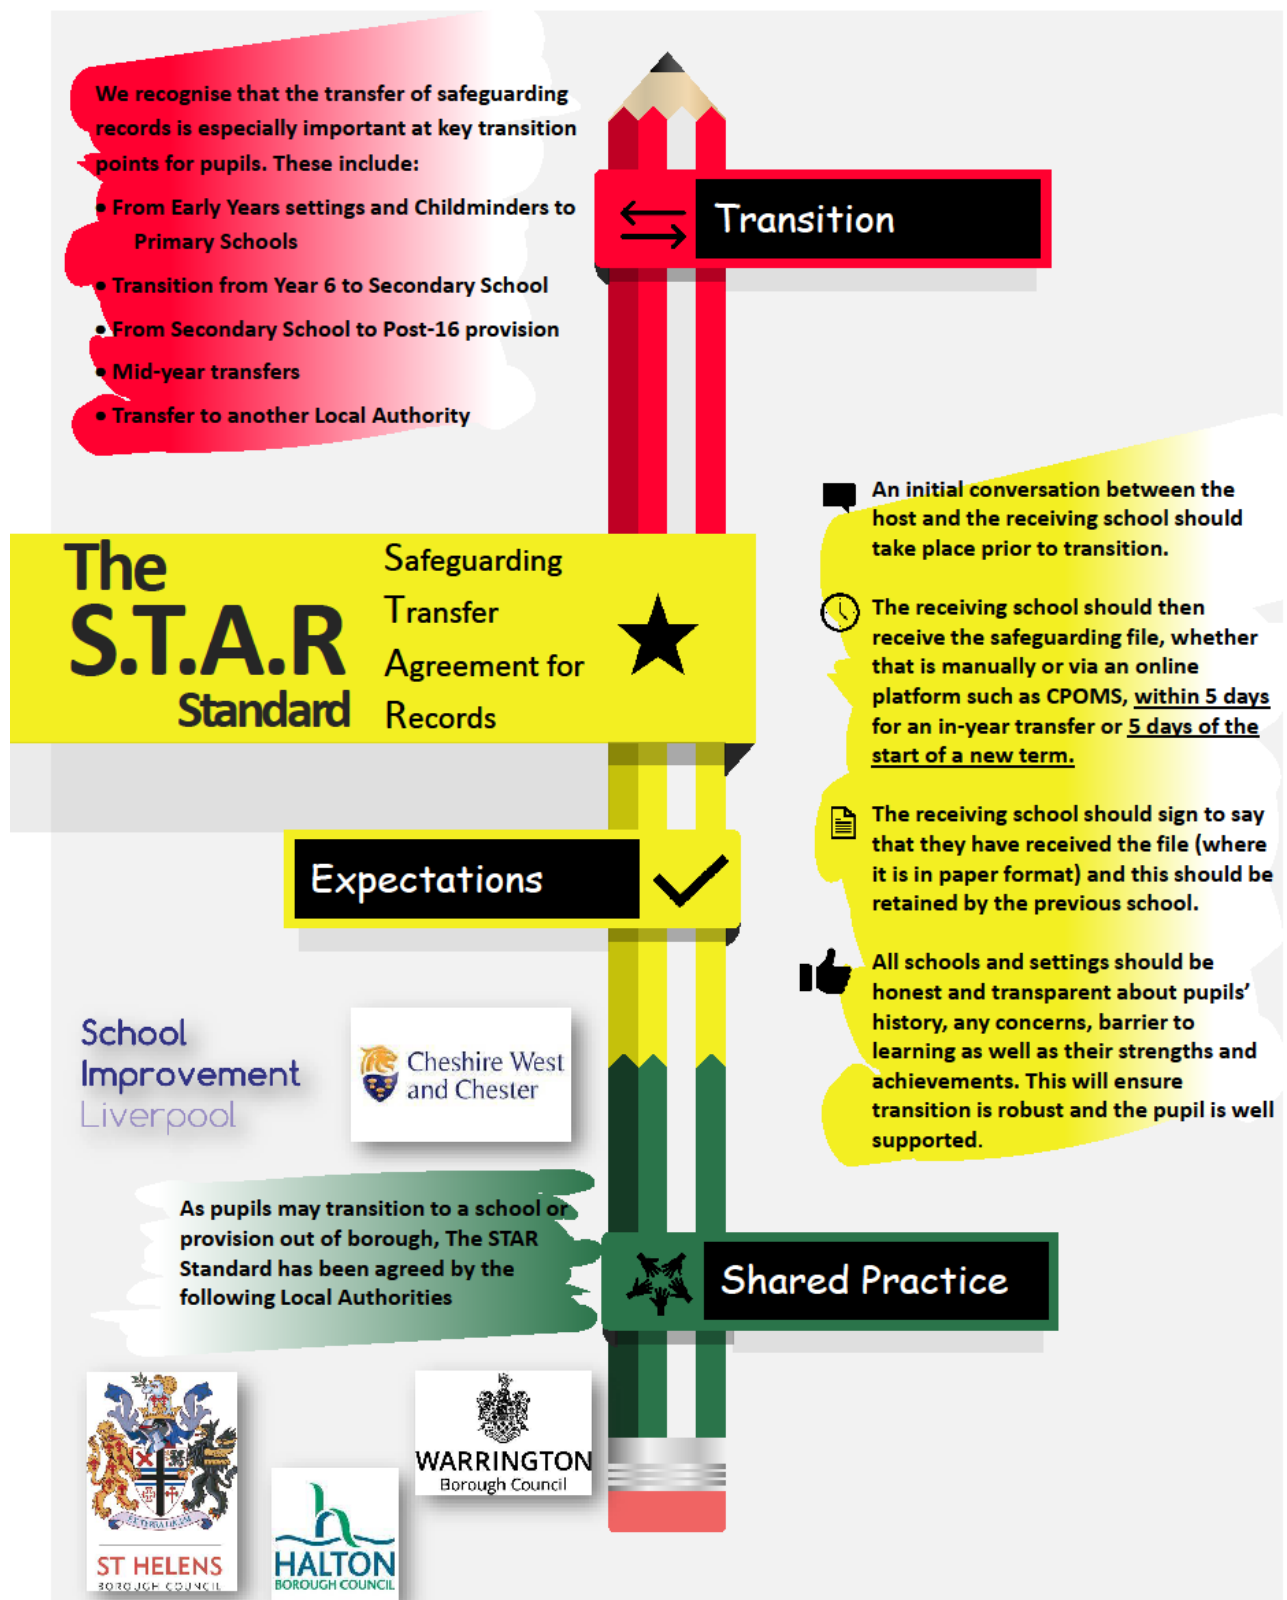 We recognise that the transfer of safeguarding
records is especially important at key transition
points for pupils. These include:
• From Early Years settings and Childminders to
Primary Schools
• Transition from Year 6 to Secondary School
• From Secondary School to Post-16 provision
• Mid-year transfers
• Transfer to another Local Authority
Transition
The
S.T.A.R
Standard
Safeguarding
Transfer
Agreement for
Records
An initial conversation between the
host and the receiving school should
take place prior to transition.
The receiving school should then
receive the safeguarding file, whether
that is manually or via an online
platform such as CPOMS, within 5 days
for an in-year transfer or 5 days of the
start of a new term.
The receiving school should sign to say
that they have received the file (where
it is in paper format) and this should be
retained by the previous school.
All schools and settings should be
honest and transparent about pupils’
history, any concerns, barrier to
learning as well as their strengths and
achievements. This will ensure
transition is robust and the pupil is well
supported.
Expectations
School
Improvement
Liverpool
Cheshire West
and Chester
As pupils may transition to a school or
provision out of borough, The STAR
Standard has been agreed by the
following Local Authorities
Shared Practice
ST HELENS
BOROUGH COUNCIL
HALTON
BOROUGH COUNCIL
WARRINGTON
Borough Council